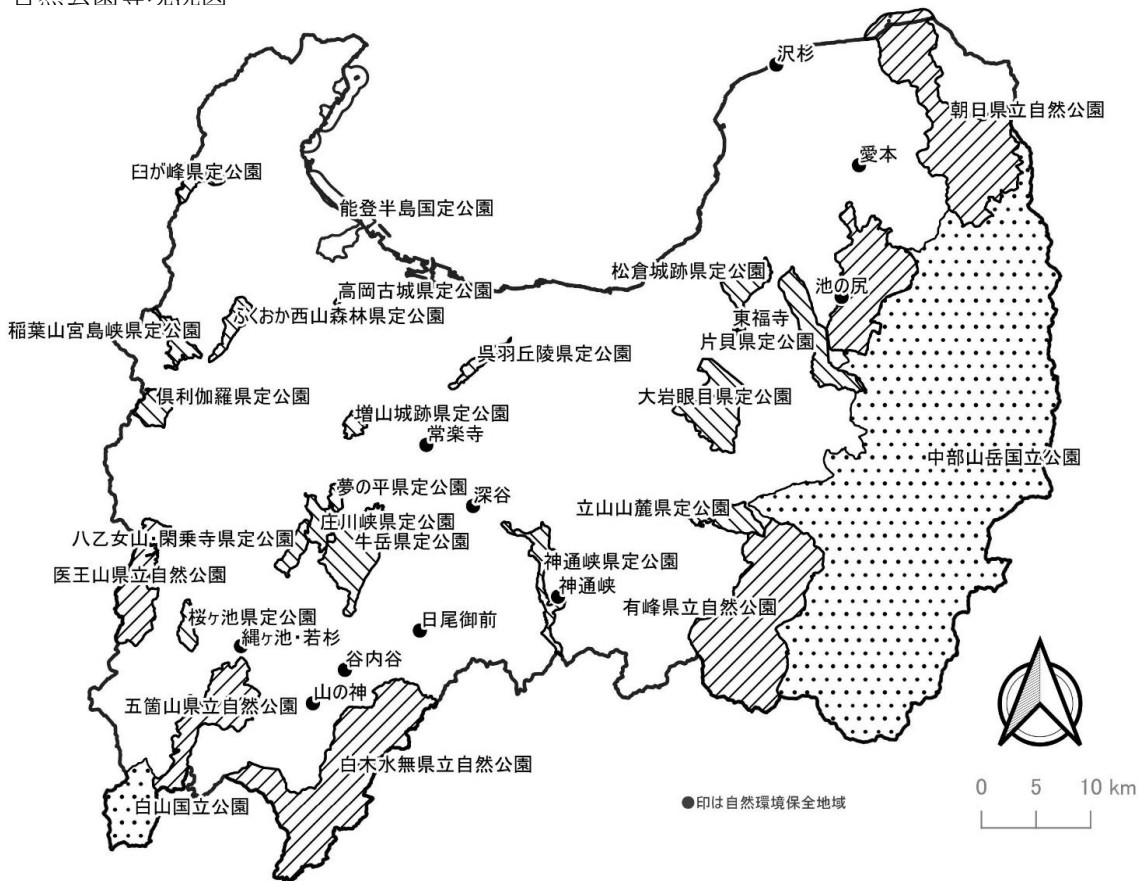 沢杉
朝日県立自然公園
愛本
臼が峰県定公園
能登半島国定公園
松倉城跡県定公園
池の尻
高岡古城県定公園
ふくおか西山森林県定公園
東福寺
稲葉山宮島峡県定公園
片貝県定公園
呉羽丘陵県定公園
倶利伽羅県定公園
大岩眼目県定公園
増山城跡県定公園
常楽寺
中部山岳国立公園
夢の平県定公園
深谷
立山山麓県定公園
庄川峡県定公園
八乙女山・閑乗寺県定公園
牛岳県定公園
神通峡県定公園
医王山県立自然公園
神通峡
有峰県立自然公園
桜ヶ池県定公園
日尾御前
縄ヶ池・若杉
谷内谷
山の神
五箇山県立自然公園
白木水無県立自然公園
白山国立公園
●印は自然環境保全地域
0 5 10 km